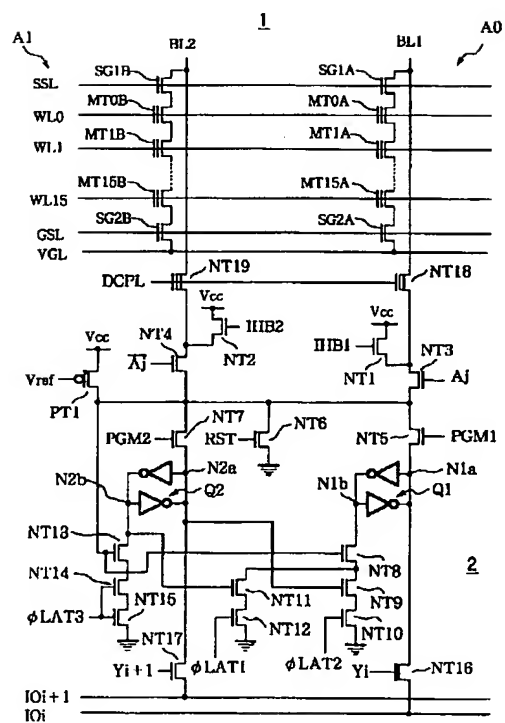 1
A1
BL2
BL1
A0
SG1B
SG1A
SSL
MT0B
MT0A
WL0
MT1B
MT1A
WL1
MT15B
MT15A
WL15
SG2B
SG2A
GSL
VGL
NT19
NT18
DCPL
Vcc
IHB2
Vcc
NT4
NT2
IHB1
NT3
Vcc
Aj
NT1
Aj
Vref
NT7
NT6
PT1
NT5
PGM2
RST
PGM1
N2b
N2a
Q2
N1b
N1a
Q1
NT13
NT8
2
NT14
NT15
NT11
NT9
φLAT3
NT12
NT10
NT17
φLAT1
φLAT2
Yi+1
Yi
NT16
IOi+1
IOi